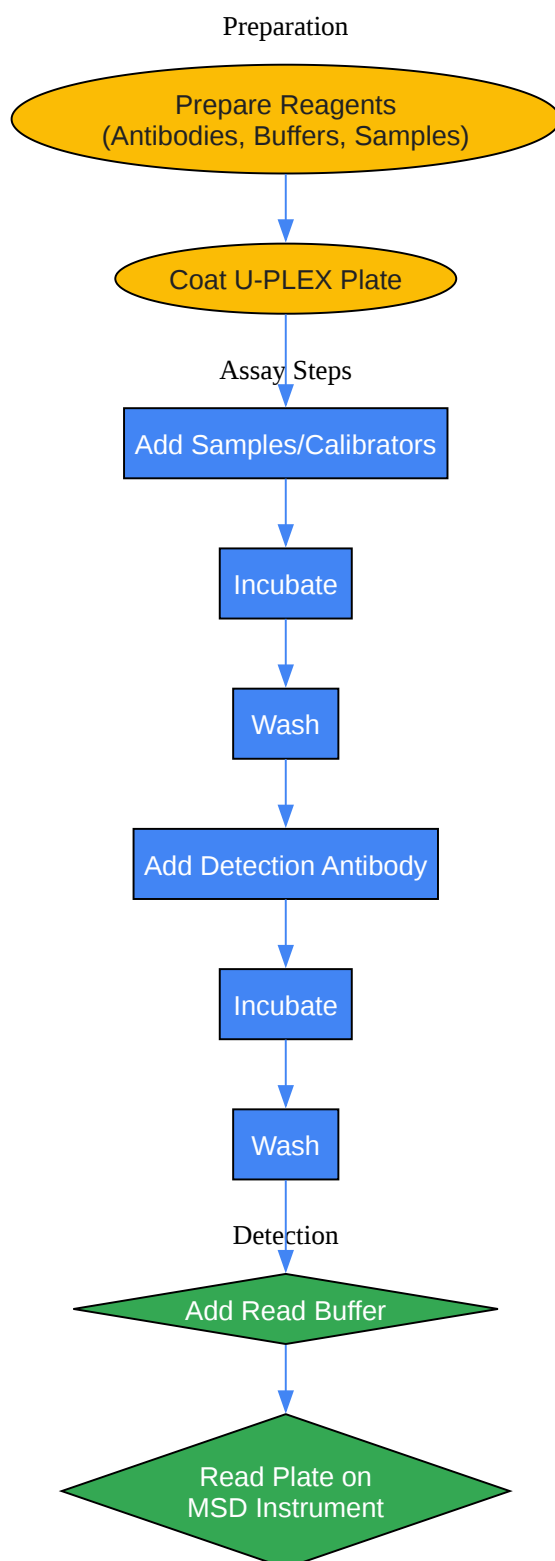 Preparation
Prepare Reagents
(Antibodies, Buffers, Samples)
Coat U-PLEX Plate
Assay Steps
Add Samples/Calibrators
Incubate
Wash
Add Detection Antibody
Incubate
Wash
Detection
Add Read Buffer
Read Plate on
MSD Instrument